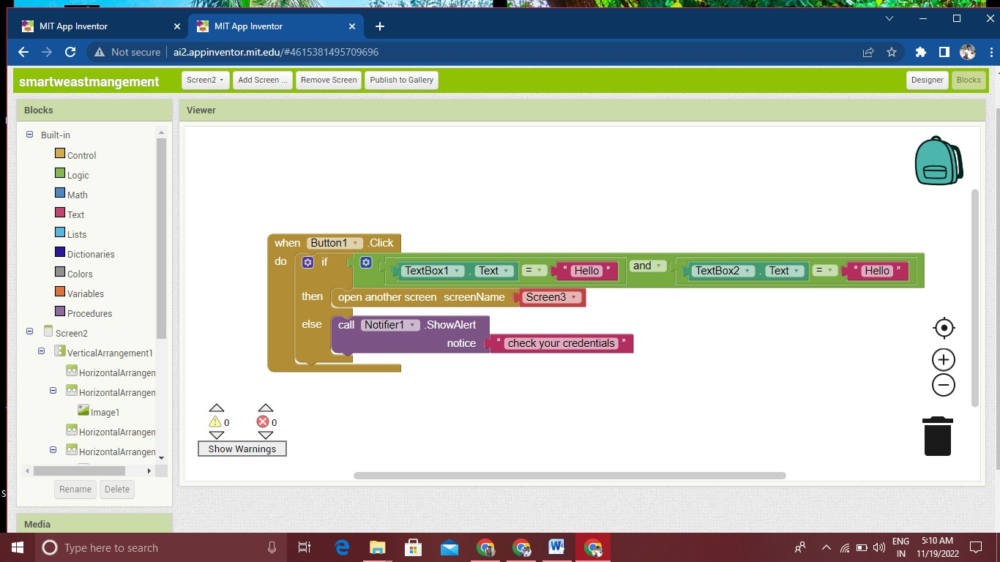 MIT App Inventor
MIT App Inventor
Not secure
ai2.appinventor.mit.edu/#4615381495709696
smartweastmangement
Screen2
Add Screen ...
Remove Screen
Publish to Gallery
Designer
Blocks
Blocks
Viewer
Built-in
Control
Logic
Math
Text
Lists
Dictionaries
Colors
Variables
Procedures
Screen2
VerticalArrangement1
HorizontalArrangen
HorizontalArrangen
Image1
HorizontalArrangen
HorizontalArrangen
Rename
Delete
Media
when Button1 .Click
do if TextBox1 . Text = " Hello " and TextBox2 . Text = " Hello "
then open another screen screenName Screen3
else call Notifier1 .ShowAlert
notice " check your credentials "
0 0
Show Warnings
S
Type here to search
ENG
IN
5:10 AM
11/19/2022